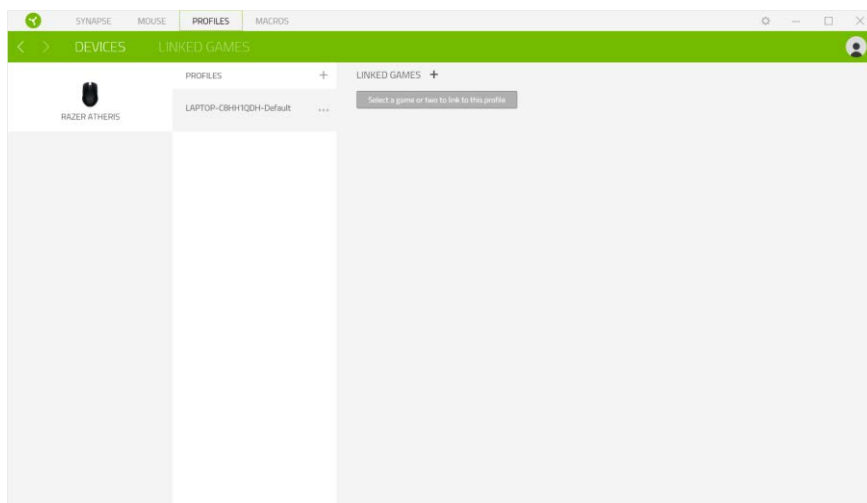 SYNAPSE MOUSE PROFILES MACROS
DEVICES LINKED GAMES
PROFILES
LINKED GAMES
RAZER ATHERIS
LAPTOP-C8HH1QDH-Default
Select a game or two to link to this profile